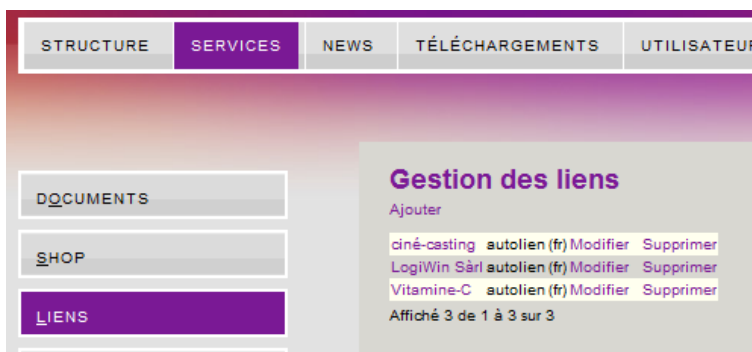 STRUCTURE SERVICES NEWS TÉLÉCHARGEMENTS UTILISATEUR
DOCUMENTS
SHOP
LIENS
Gestion des liens
Ajouter
ciné-casting autolien (fr) Modifier Supprimer
LogiWin Sàrl autolien (fr) Modifier Supprimer
Vitamine-C autolien (fr) Modifier Supprimer
Affiché 3 de 1 à 3 sur 3